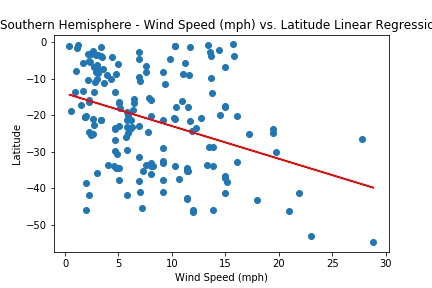 Southern Hemisphere - Wind Speed (mph) vs. Latitude Linear Regressio
0
−10
−20
−30
−40
−50
Latitude
0 5 10 15 20 25 30
Wind Speed (mph)